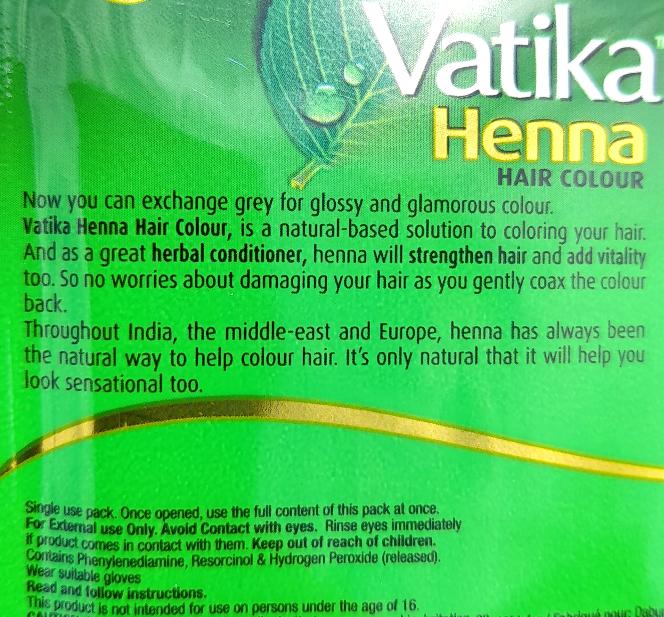 Vatika
Henna
HAIR COLOUR
Now you can exchange grey for glossy and glamorous colour.
Vatika Henna Hair Colour, is a natural-based solution to coloring your hair.
And as a great herbal conditioner, henna will strengthen hair and add vitality
too. So no worries about damaging your hair as you gently coax the colour
back.
Throughout India, the middle-east and Europe, henna has always been
the natural way to help colour hair. It's only natural that it will help you
look sensational too.
Single use pack. Once opened, use the full content of this pack at once.
For External use Only. Avoid Contact with eyes. Rinse eyes immediately
if product comes in contact with them. Keep out of reach of children.
Contains Phenylenediamine, Resorcinol & Hydrogen Peroxide (released).
Wear suitable gloves
Read and follow instructions.
This product is not intended for use on persons under the age of 16.